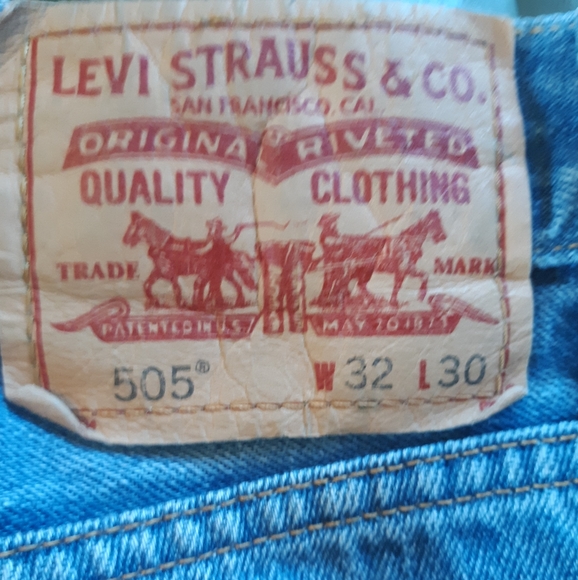 LEVI STRAUSS & CO.
SAN FRANCISCO, CAL.
ORIGINAL RIVETED
QUALITY CLOTHING
TRADE MARK
PATENTED IN U.S. MAY 20 1873
505® W 32 L 30